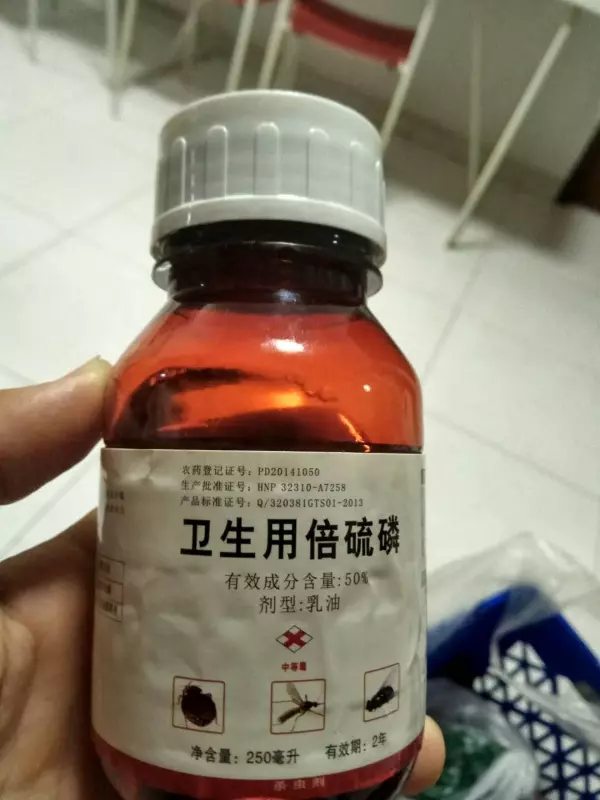 农药登记证号：PD20141050
生产批准证号：HNP 32310-A7258
产品标准证号：Q/320381GTS01-2013
卫生用倍硫磷
有效成分含量:50%
剂型:乳油
中等毒
净含量：250毫升 有效期：2年
杀虫剂